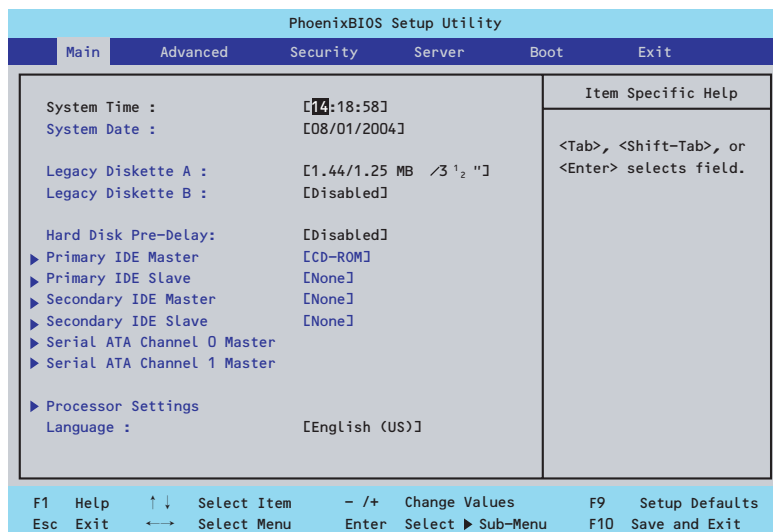 PhoenixBIOS Setup Utility
Main Advanced Security Server Boot Exit
Item Specific Help
System Time : [14:18:58]
System Date : [08/01/2004]
<Tab>, <Shift-Tab>, or
<Enter> selects field.
Legacy Diskette A : [1.44/1.25 MB /3 ¹₂ "]
Legacy Diskette B : [Disabled]
Hard Disk Pre-Delay: [Disabled]
▶ Primary IDE Master [CD-ROM]
▶ Primary IDE Slave [None]
▶ Secondary IDE Master [None]
▶ Secondary IDE Slave [None]
▶ Serial ATA Channel 0 Master
▶ Serial ATA Channel 1 Master
▶ Processor Settings
Language : [English (US)]
F1 Help ↑↓ Select Item - /+ Change Values F9 Setup Defaults
Esc Exit ←→ Select Menu Enter Select ▶ Sub-Menu F10 Save and Exit